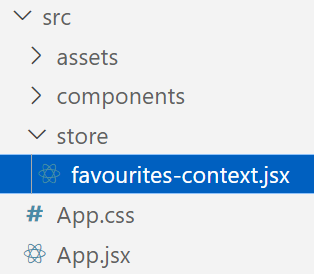 src
assets
components
store
favourites-context.jsx
# App.css
App.jsx